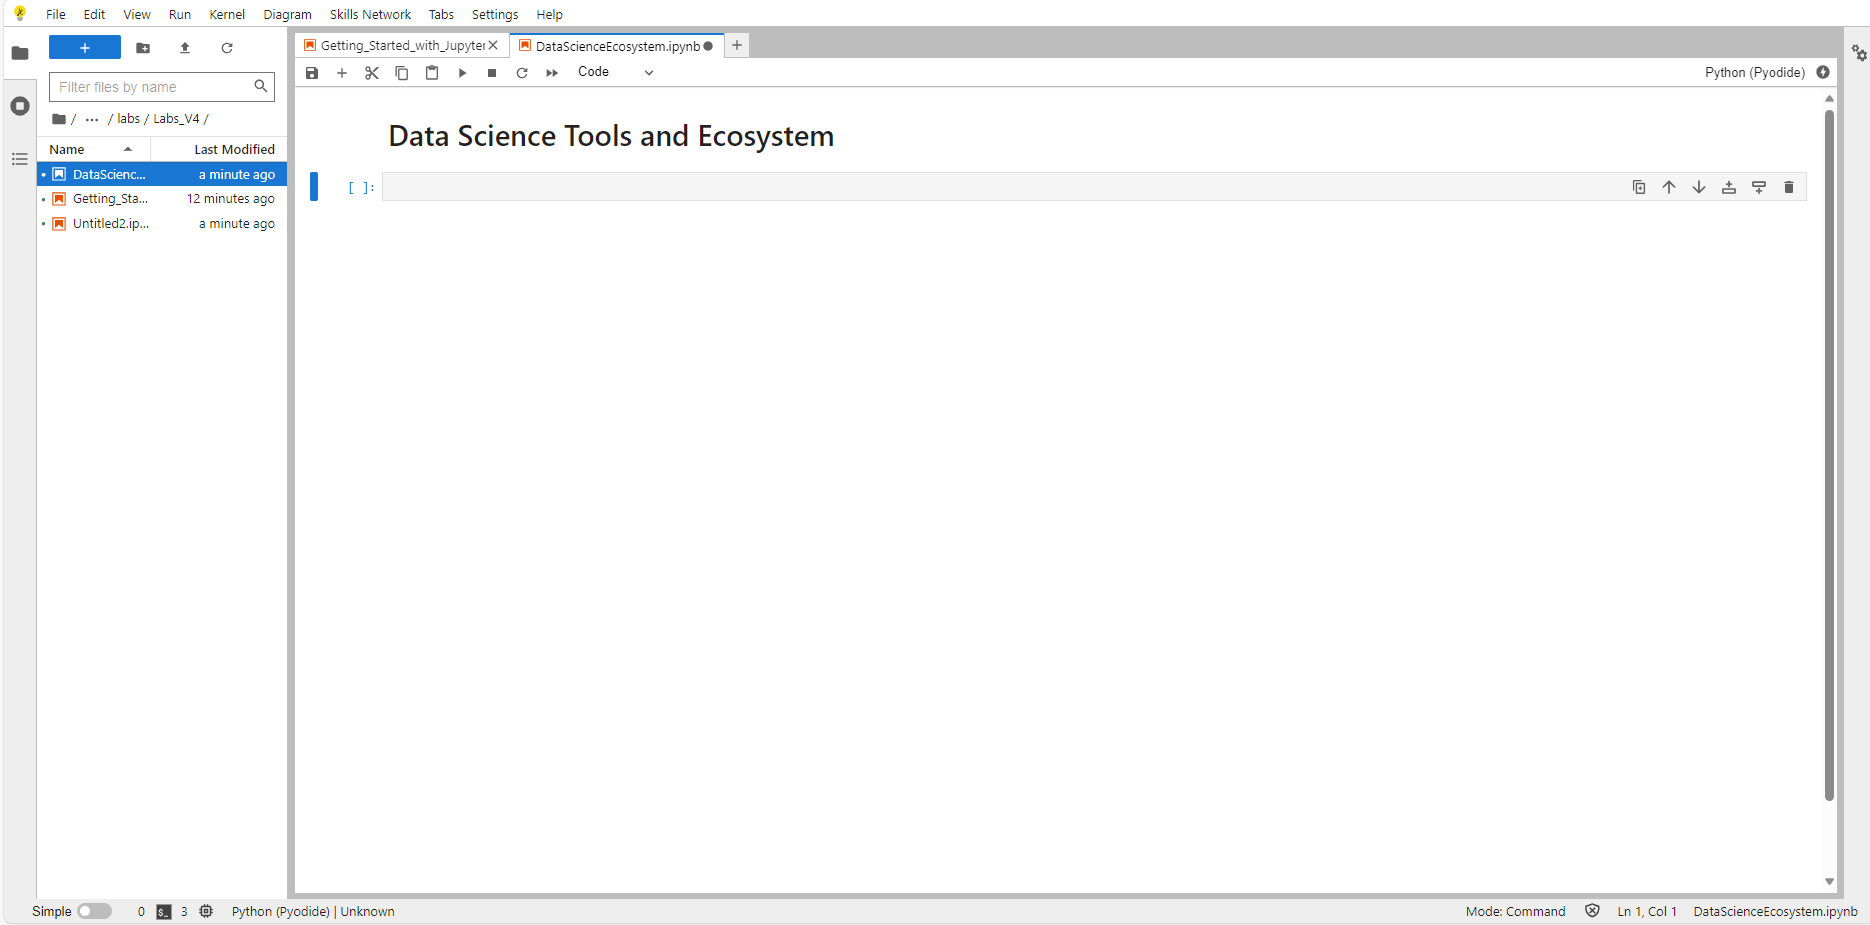 File Edit View Run Kernel Diagram Skills Network Tabs Settings Help
Getting_Started_with_Jupyter
DataScienceEcosystem.ipynb
Code
Python (Pyodide)
Filter files by name
/ ··· / labs / Labs_V4 /
Name Last Modified
DataScienc... a minute ago
Getting_Sta... 12 minutes ago
Untitled2.ip... a minute ago
Data Science Tools and Ecosystem
[ ]:
Simple 0 $_ 3 Python (Pyodide) | Unknown
Mode: Command Ln 1, Col 1 DataScienceEcosystem.ipynb